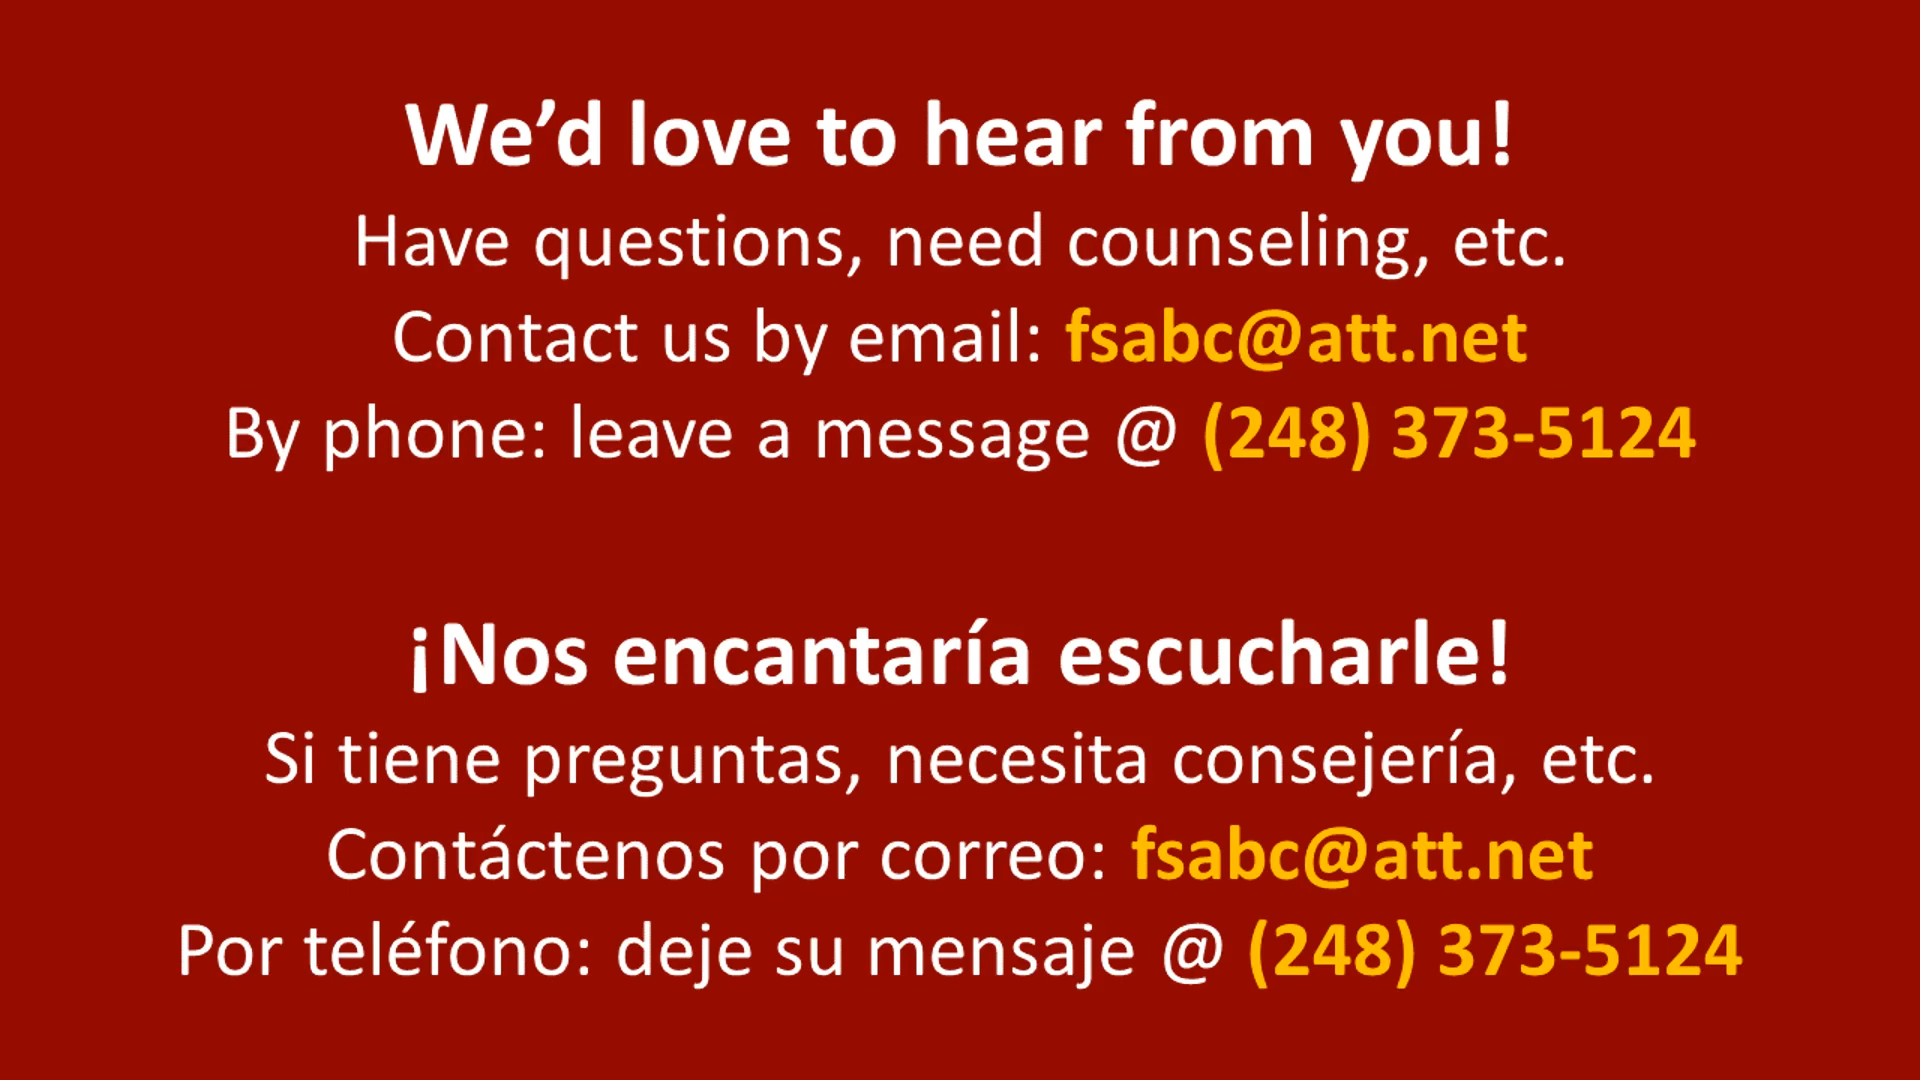 We’d love to hear from you!
Have questions, need counseling, etc.
Contact us by email: fsabc@att.net
By phone: leave a message @ (248) 373-5124
¡Nos encantaría escucharle!
Si tiene preguntas, necesita consejería, etc.
Contáctenos por correo: fsabc@att.net
Por teléfono: deje su mensaje @ (248) 373-5124